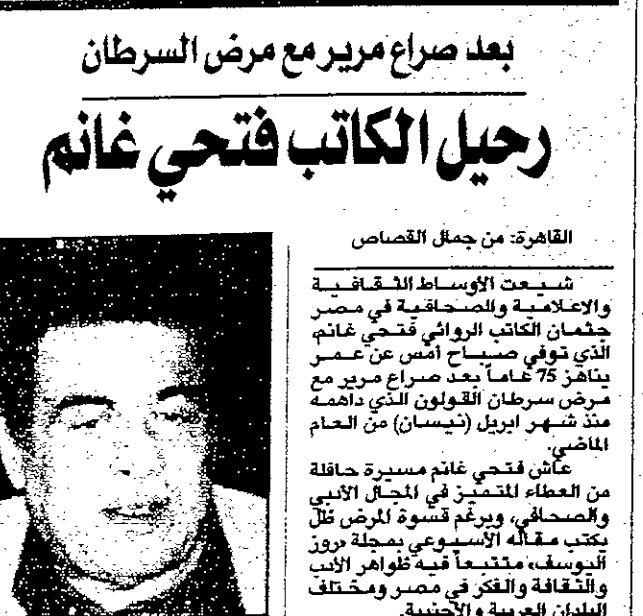 بعد صراع مرير مع مرض السرطان
رحيل الكاتب فتحي غانم
القاهرة: من جمال القصاص
شيعت الأوساط الثقافية
والاعلامية والصحافية في مصر
جثمان الكاتب الروائي فتحي غانم،
الذي توفي صباح أمس عن عمر
يناهز 75 عاماً بعد صراع مرير مع
مرض سرطان القولون الذي داهمه
منذ شهر ابريل (نيسان) من العام
الماضي.
عاش فتحي غانم مسيرة حافلة
من العطاء المتميز في المجال الأدبي
والصحافي، وبرغم قسوة المرض ظل
يكتب مقاله الأسبوعي بمجلة «روز
اليوسف» متتبعاً فيه ظواهر الأدب
والثقافة والفكر في مصر ومختلف
البلدان العربية والأجنبية.